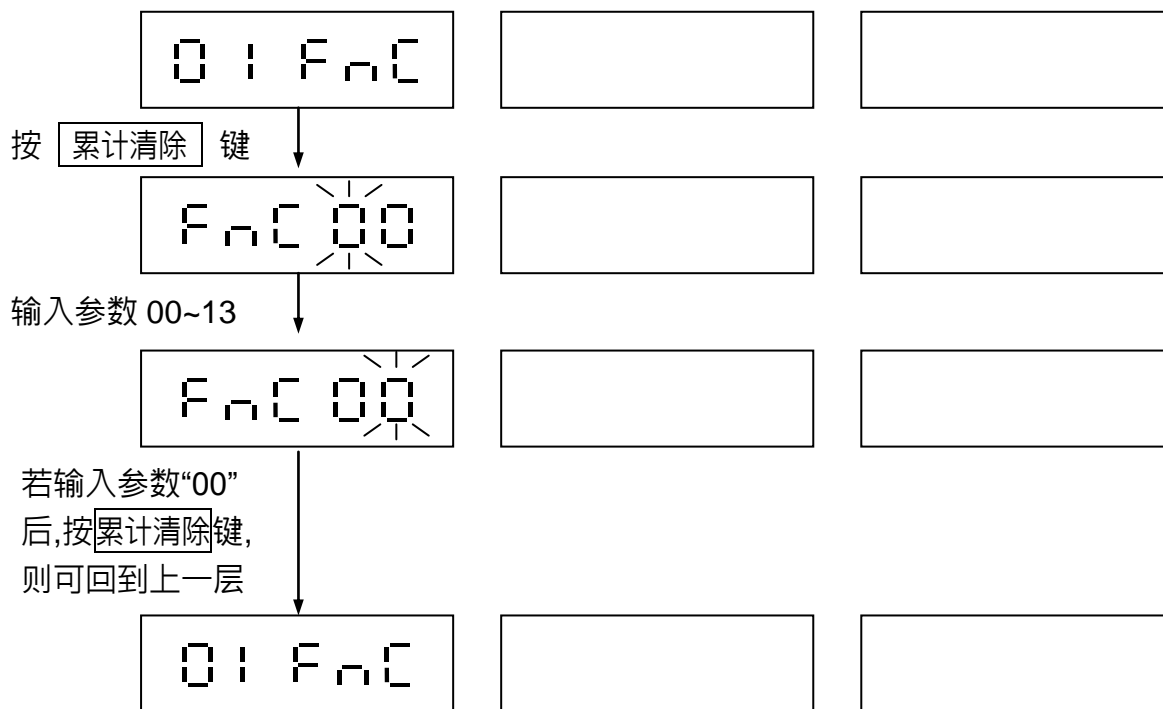 01 FnC
按 累计清除 键
FnC 00
输入参数 00~13
FnC 00
若输入参数“00”
后,按累计清除键,
则可回到上一层
01 FnC